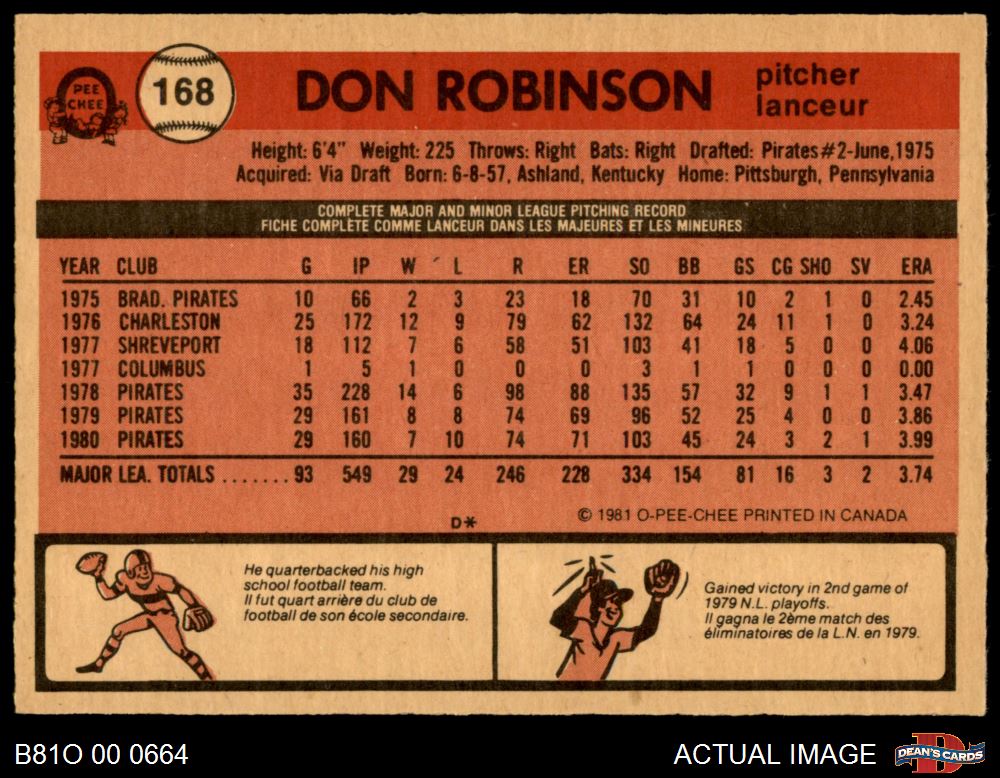 PEE
CHEE
168
DON ROBINSON
pitcher
lanceur
Height: 6'4" Weight: 225 Throws: Right Bats: Right Drafted: Pirates#2-June,1975
Acquired: Via Draft Born: 6-8-57, Ashland, Kentucky Home: Pittsburgh, Pennsylvania
COMPLETE MAJOR AND MINOR LEAGUE PITCHING RECORD
FICHE COMPLÈTE COMME LANCEUR DANS LES MAJEURES ET LES MINEURES
YEAR CLUB G IP W L R ER SO BB GS CG SHO SV ERA
1975 BRAD. PIRATES 10 66 2 3 23 18 70 31 10 2 1 0 2.45
1976 CHARLESTON 25 172 12 9 79 62 132 64 24 11 1 0 3.24
1977 SHREVEPORT 18 112 7 6 58 51 103 41 18 5 0 0 4.06
1977 COLUMBUS 1 5 1 0 0 0 3 1 1 0 0 0 0.00
1978 PIRATES 35 228 14 6 98 88 135 57 32 9 1 1 3.47
1979 PIRATES 29 161 8 8 74 69 96 52 25 4 0 0 3.86
1980 PIRATES 29 160 7 10 74 71 103 45 24 3 2 1 3.99
MAJOR LEA. TOTALS ....... 93 549 29 24 246 228 334 154 81 16 3 2 3.74
D* © 1981 O-PEE-CHEE PRINTED IN CANADA
He quarterbacked his high
school football team.
Il fut quart arrière du club de
football de son école secondaire.
Gained victory in 2nd game of
1979 N.L. playoffs.
Il gagna le 2ème match des
éliminatoires de la L.N. en 1979.
B81O 00 0664
ACTUAL IMAGE
DEAN'S CARDS